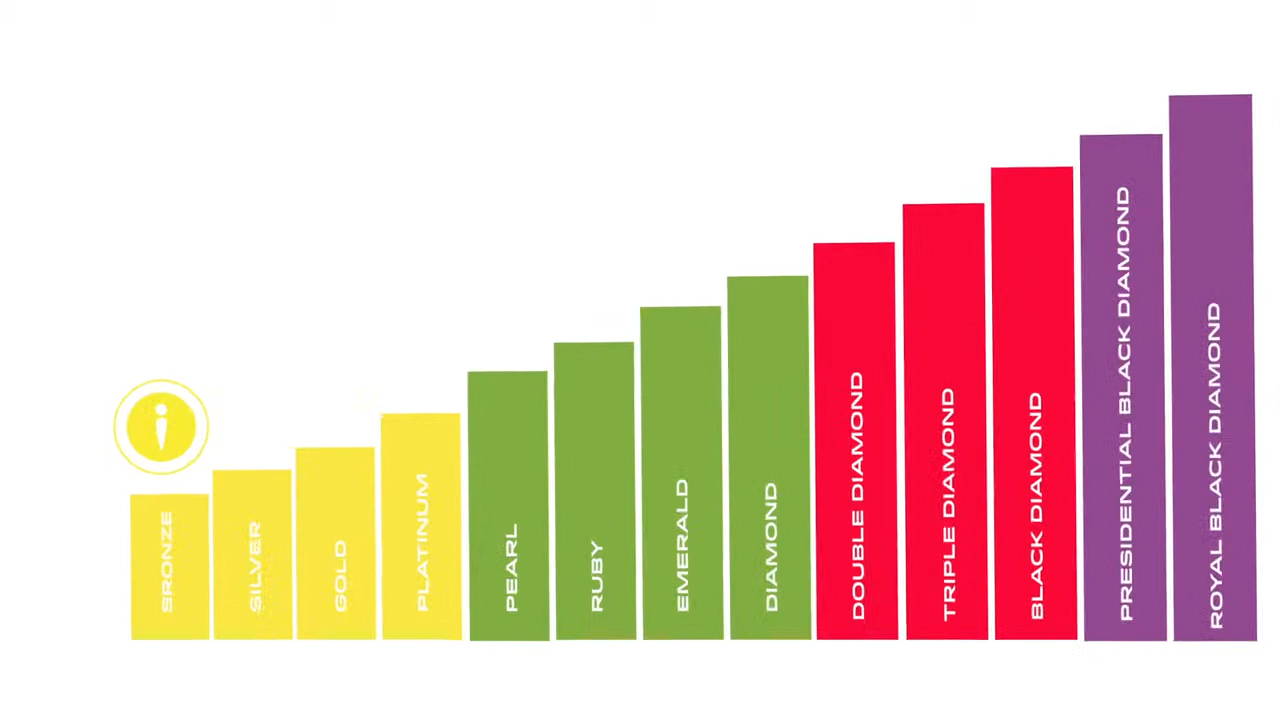 BRONZE
SILVER
GOLD
PLATINUM
PEARL
RUBY
EMERALD
DIAMOND
DOUBLE DIAMOND
TRIPLE DIAMOND
BLACK DIAMOND
PRESIDENTIAL BLACK DIAMOND
ROYAL BLACK DIAMOND